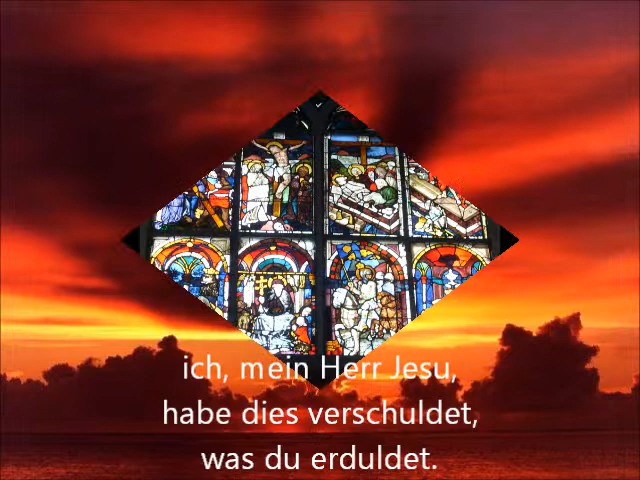 ich, mein Herr Jesu,
habe dies verschuldet,
was du erduldet.